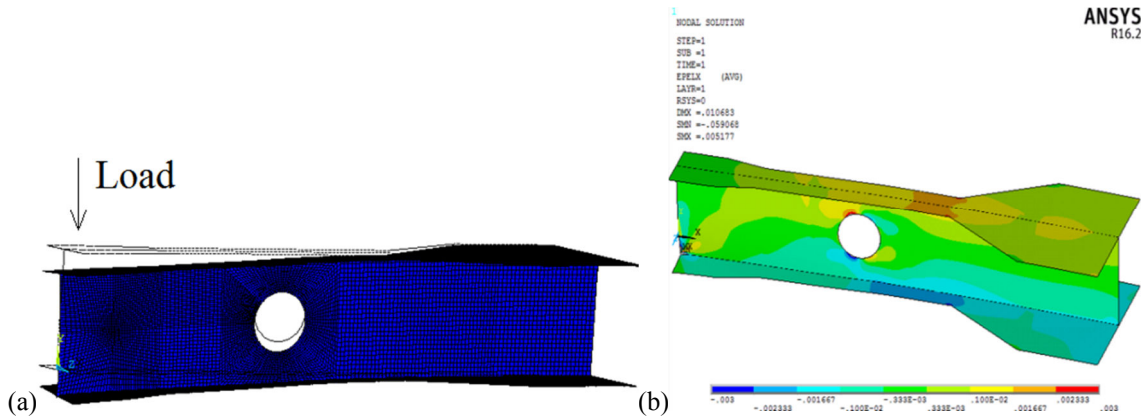 Load
Y
Z
(a)
1
NODAL SOLUTION
STEP=1
SUB =1
TIME=1
EPELX (AVG)
LAYR=1
RSYS=0
DMX =.010683
SMN =-.059068
SMX =.005177
ANSYS
R16.2
X
MX
(b)
-.003 -.001667 -.333E-03 .100E-02 .002333
-.002333 -.100E-02 .333E-03 .001667 .003